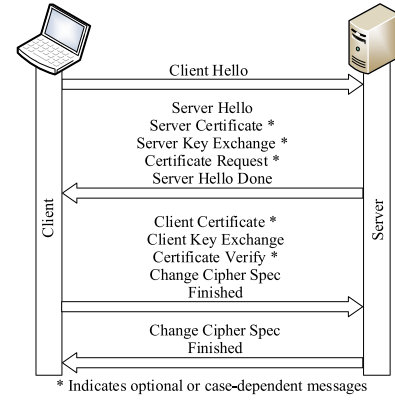 Client Hello
Server Hello
Server Certificate *
Server Key Exchange *
Certificate Request *
Server Hello Done
Client
Server
Client Certificate *
Client Key Exchange
Certificate Verify *
Change Cipher Spec
Finished
Change Cipher Spec
Finished
* Indicates optional or case-dependent messages